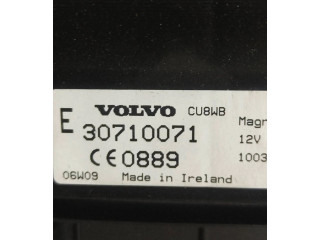 VOLVO CU8WB
E 30710071 Magn
12V
CE0889 1003
06W09 Made in Ireland